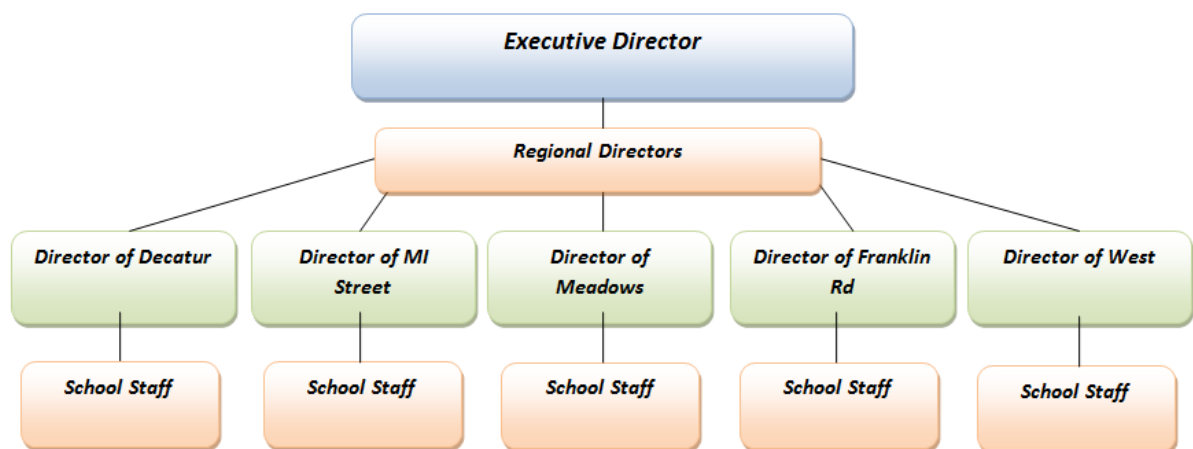 Executive Director
Regional Directors
Director of Decatur
Director of MI
Street
Director of
Meadows
Director of Franklin
Rd
Director of West
School Staff
School Staff
School Staff
School Staff
School Staff